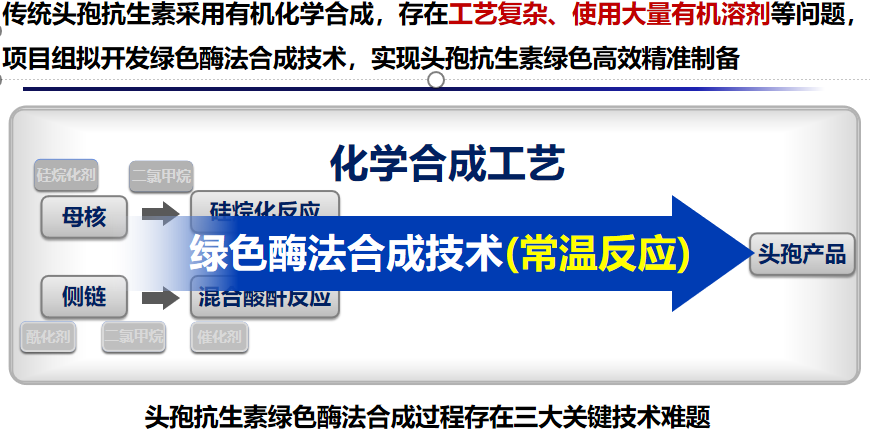 传统头孢抗生素采用有机化学合成，存在工艺复杂、使用大量有机溶剂等问题，
项目组拟开发绿色酶法合成技术，实现头孢抗生素绿色高效精准制备
化学合成工艺
硅烷化剂
二氯甲烷
母核
硅烷化反应
绿色酶法合成技术(常温反应)
头孢产品
侧链
混合酸酐反应
酰化剂
二氯甲烷
催化剂
头孢抗生素绿色酶法合成过程存在三大关键技术难题